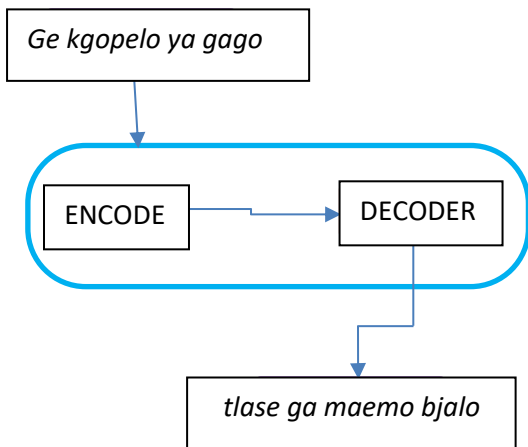 Ge kgopelo ya gago
ENCODE
DECODER
tlase ga maemo bjalo